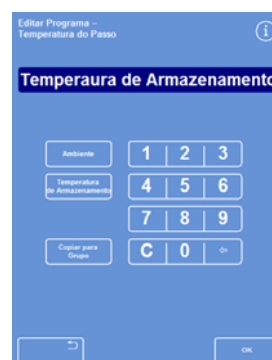 Editar Programa –
Temperatura do Passo
i
Temperaura de Armazenamento
Ambiente
1 2 3
Temperatura
de Armazenamento
4 5 6
7 8 9
Copiar para
Grupo
C 0
OK